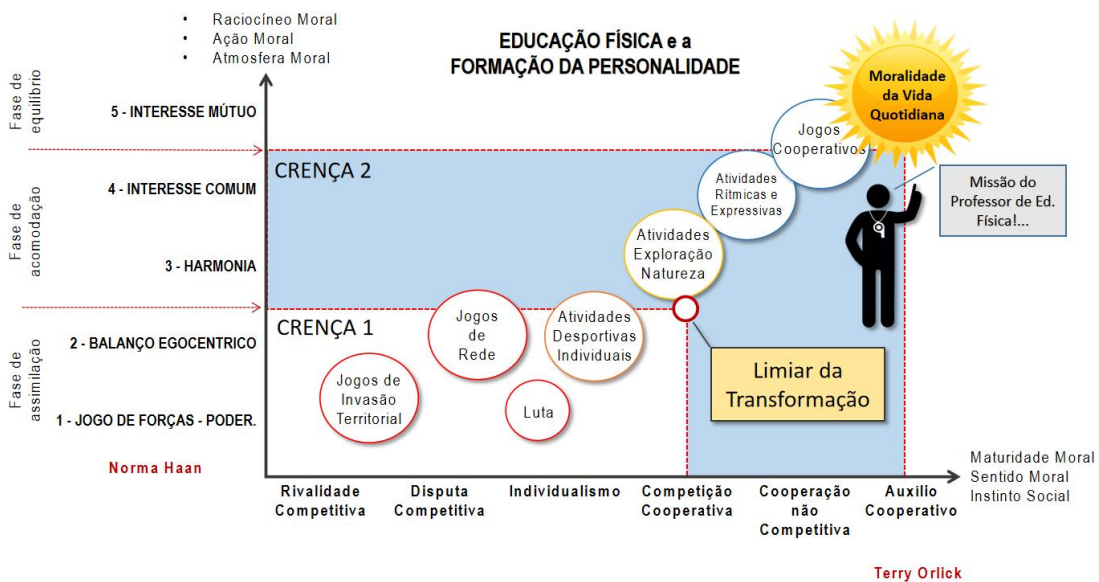 • Raciocíneo Moral
• Ação Moral
• Atmosfera Moral
EDUCAÇÃO FÍSICA e a
FORMAÇÃO DA PERSONALIDADE
Moralidade
da Vida
Quotidiana
Fase de
equilíbrio
5 - INTERESSE MÚTUO
Jogos
Cooperativos
CRENÇA 2
Fase de
acomodação
4 - INTERESSE COMUM
Atividades
Rítmicas e
Expressivas
Missão do
Professor de Ed.
Física!...
3 - HARMONIA
Atividades
Exploração
Natureza
CRENÇA 1
Fase de
assimilação
2 - BALANÇO EGOCENTRICO
Jogos
de
Rede
Atividades
Desportivas
Individuais
Limiar da
Transformação
Jogos de
Invasão
Territorial
Luta
1 - JOGO DE FORÇAS - PODER.
Norma Haan
Maturidade Moral
Sentido Moral
Instinto Social
Rivalidade
Competitiva
Disputa
Competitiva
Individualismo
Competição
Cooperativa
Cooperação
não
Competitiva
Auxílio
Cooperativo
Terry Orlick